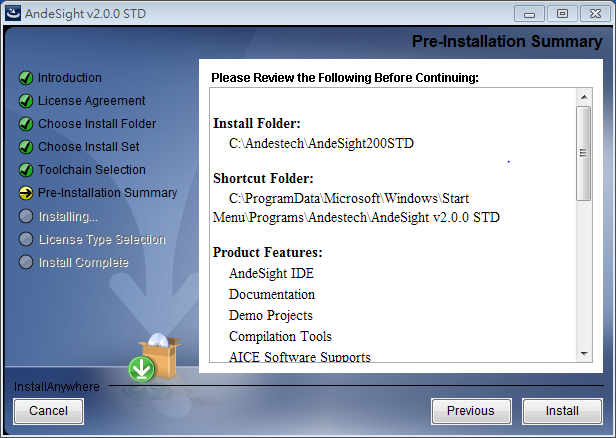 AndeSight v2.0.0 STD
Pre-Installation Summary
Introduction
License Agreement
Choose Install Folder
Choose Install Set
Toolchain Selection
Pre-Installation Summary
Installing...
License Type Selection
Install Complete
Please Review the Following Before Continuing:
Install Folder:
C:\Andestech\AndeSight200STD
Shortcut Folder:
C:\ProgramData\Microsoft\Windows\Start
Menu\Programs\Andestech\AndeSight v2.0.0 STD
Product Features:
AndeSight IDE
Documentation
Demo Projects
Compilation Tools
AICE Software Supports
InstallAnywhere
Cancel
Previous
Install